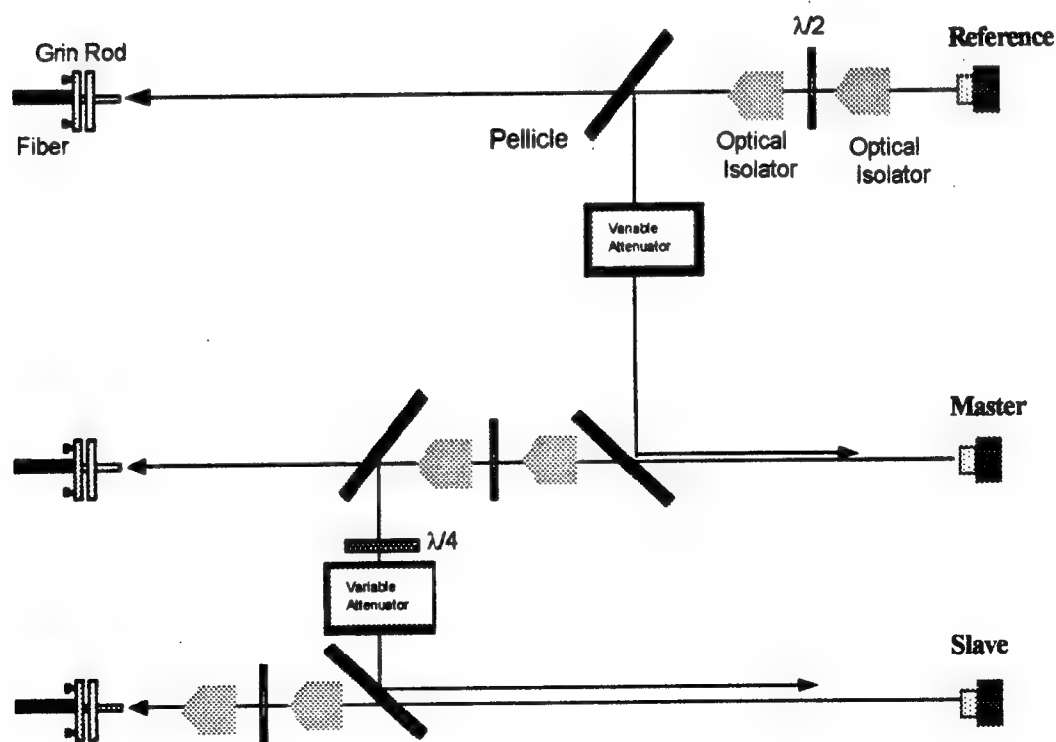 λ/2
Reference
Grin Rod
Fiber
Pellicle
Optical
Isolator
Optical
Isolator
Variable
Attenuator
Master
λ/4
Variable
Attenuator
Slave